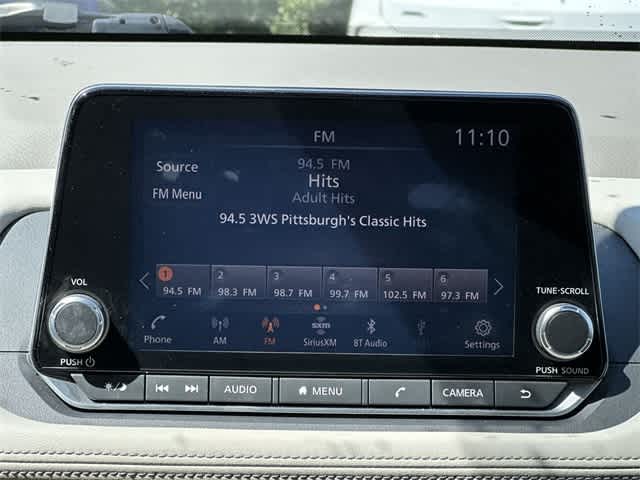 FM 11:10
Source 94.5 FM
Hits
FM Menu Adult Hits
94.5 3WS Pittsburgh's Classic Hits
1 2 3 4 5 6
94.5 FM 98.3 FM 98.7 FM 99.7 FM 102.5 FM 97.3 FM
VOL TUNE-SCROLL
sxm
Phone AM FM SiriusXM BT Audio Settings
PUSH PUSH SOUND
AUDIO MENU CAMERA